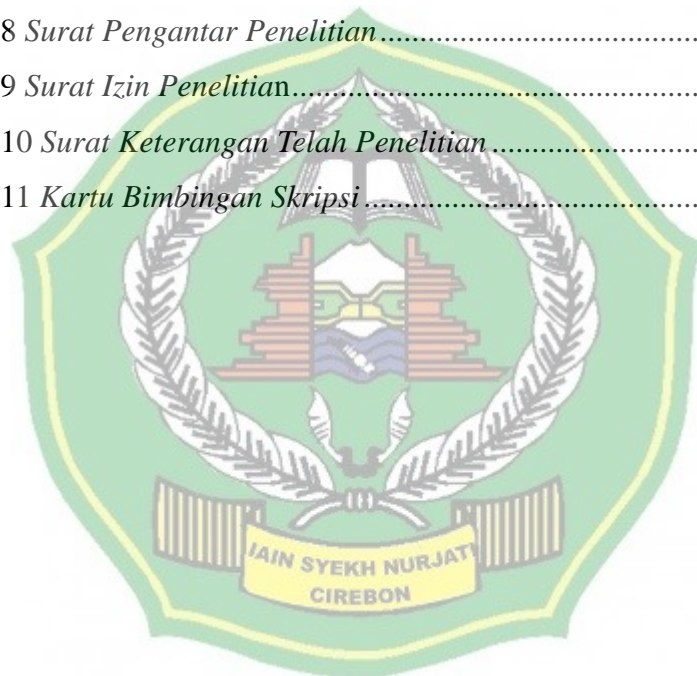 8 Surat Pengantar Penelitian........................................
9 Surat Izin Penelitian..................................................
10 Surat Keterangan Telah Penelitian..........................
11 Kartu Bimbingan Skripsi..........................................
IAIN SYEKH NURJATI
CIREBON